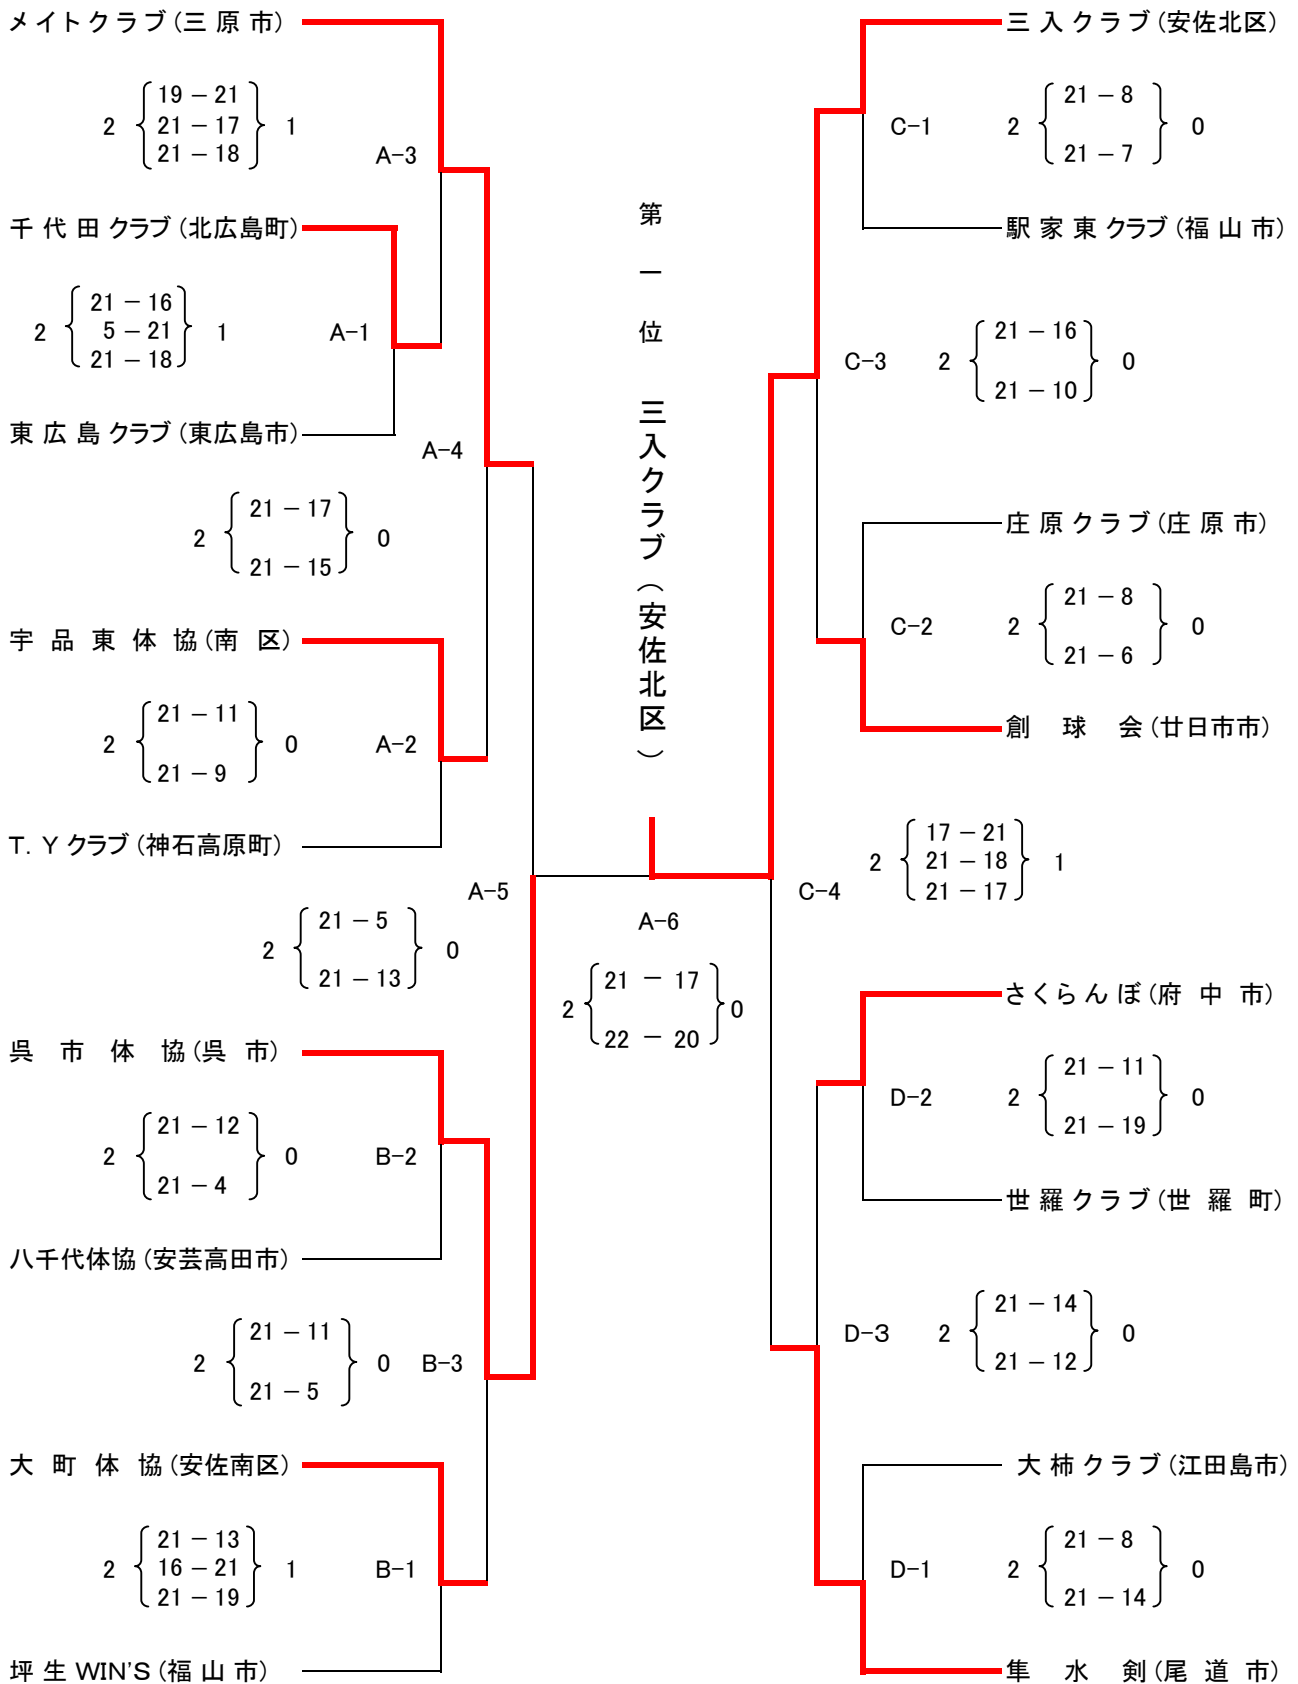 メイトクラブ(三原市)
2 19－21 1
21－17
21－18
A-3
千代田クラブ(北広島町)
2 21－16 1
5－21
21－18
A-1
東広島クラブ(東広島市)
A-4
2 21－17 0
21－15
宇品東体協(南区)
2 21－11 0
21－9
A-2
T.Yクラブ(神石高原町)
A-5
2 21－5 0
21－13
呉市体協(呉市)
2 21－12 0
21－4
B-2
八千代体協(安芸高田市)
2 21－11 0
21－5
B-3
大町体協(安佐南区)
2 21－13 1
16－21
21－19
B-1
坪生WIN'S(福山市)
第一位 三入クラブ(安佐北区)
A-6
2 21－17 0
22－20
三入クラブ(安佐北区)
C-1
2 21－8 0
21－7
駅家東クラブ(福山市)
C-3
2 21－16 0
21－10
庄原クラブ(庄原市)
C-2
2 21－8 0
21－6
創球会(廿日市市)
C-4
2 17－21 1
21－18
21－17
さくらんぼ(府中市)
D-2
2 21－11 0
21－19
世羅クラブ(世羅町)
D-3
2 21－14 0
21－12
大柿クラブ(江田島市)
D-1
2 21－8 0
21－14
隼水剣(尾道市)